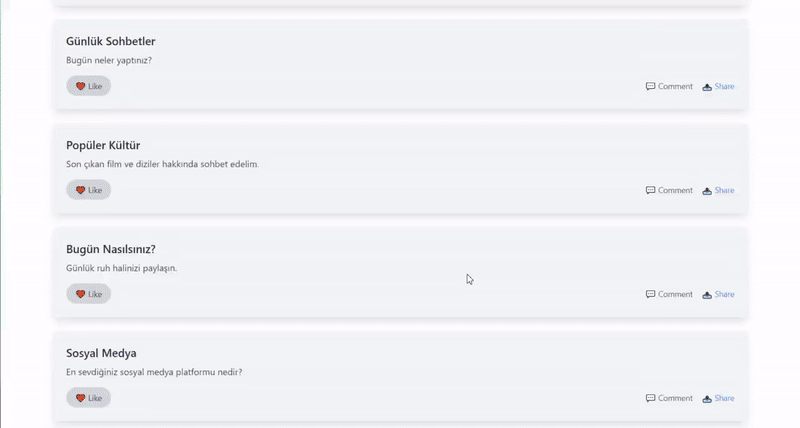 Günlük Sohbetler
Bugün neler yaptınız?
❤️ Like
💬 Comment 📤 Share
Popüler Kültür
Son çıkan film ve diziler hakkında sohbet edelim.
❤️ Like
💬 Comment 📤 Share
Bugün Nasılsınız?
Günlük ruh halinizi paylaşın.
❤️ Like
💬 Comment 📤 Share
Sosyal Medya
En sevdiğiniz sosyal medya platformu nedir?
❤️ Like
💬 Comment 📤 Share